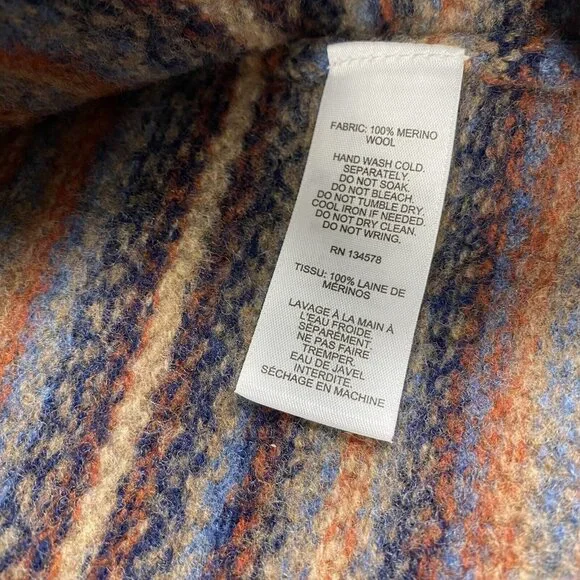 FABRIC: 100% MERINO
WOOL
HAND WASH COLD.
SEPARATELY.
DO NOT SOAK.
DO NOT BLEACH.
DO NOT TUMBLE DRY.
COOL IRON IF NEEDED.
DO NOT DRY CLEAN.
DO NOT WRING.
RN 134578
TISSU: 100% LAINE DE
MÉRINOS
LAVAGE À LA MAIN À
L'EAU FROIDE
SÉPARÉMENT.
NE PAS FAIRE
TREMPER.
EAU DE JAVEL
INTERDITE.
SÉCHAGE EN MACHINE